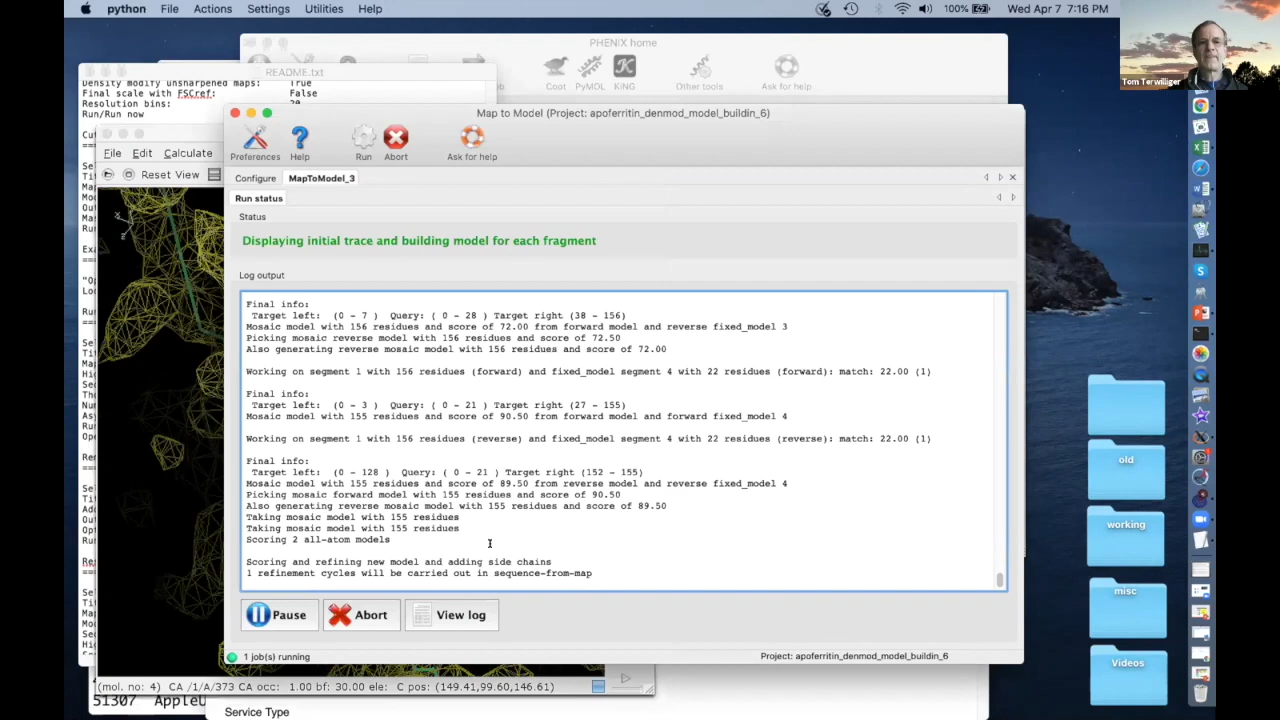 python File Actions Settings Utilities Help 100% Wed Apr 7 7:16 PM
Tom Terwilliger
PHENIX home
Coot PyMOL KiNG Other tools Ask for help
README.txt
Density modify unsharpened maps: True
Final scale with FSCref: False
Resolution bins: 20
Run/Run now
File Edit Calculate
Reset View
Map to Model (Project: apoferritin_denmod_model_buildin_6)
Preferences Help Run Abort Ask for help
Configure MapToModel_3
Run status
Status
Displaying initial trace and building model for each fragment
Log output
Final info:
Target left: (0 - 7 ) Query: ( 0 - 28 ) Target right (38 - 156)
Mosaic model with 156 residues and score of 72.00 from forward model and reverse fixed_model 3
Picking mosaic reverse model with 156 residues and score of 72.50
Also generating reverse mosaic model with 156 residues and score of 72.00
Working on segment 1 with 156 residues (forward) and fixed_model segment 4 with 22 residues (forward): match: 22.00 (1)
Final info:
Target left: (0 - 3 ) Query: ( 0 - 21 ) Target right (27 - 155)
Mosaic model with 155 residues and score of 90.50 from forward model and forward fixed_model 4
Working on segment 1 with 156 residues (reverse) and fixed_model segment 4 with 22 residues (reverse): match: 22.00 (1)
Final info:
Target left: (0 - 128 ) Query: ( 0 - 21 ) Target right (152 - 155)
Mosaic model with 155 residues and score of 89.50 from reverse model and reverse fixed_model 4
Picking mosaic forward model with 155 residues and score of 90.50
Also generating reverse mosaic model with 155 residues and score of 89.50
Taking mosaic model with 155 residues
Taking mosaic model with 155 residues
Scoring 2 all-atom models
Scoring and refining new model and adding side chains
1 refinement cycles will be carried out in sequence-from-map
Pause Abort View log
1 job(s) running Project: apoferritin_denmod_model_buildin_6
(mol. no: 4) CA /1/A/373 CA occ: 1.00 bf: 30.00 ele: C pos: (149.41,99.60,146.61)
51307 AppleU
Service Type
old
working
misc
Videos